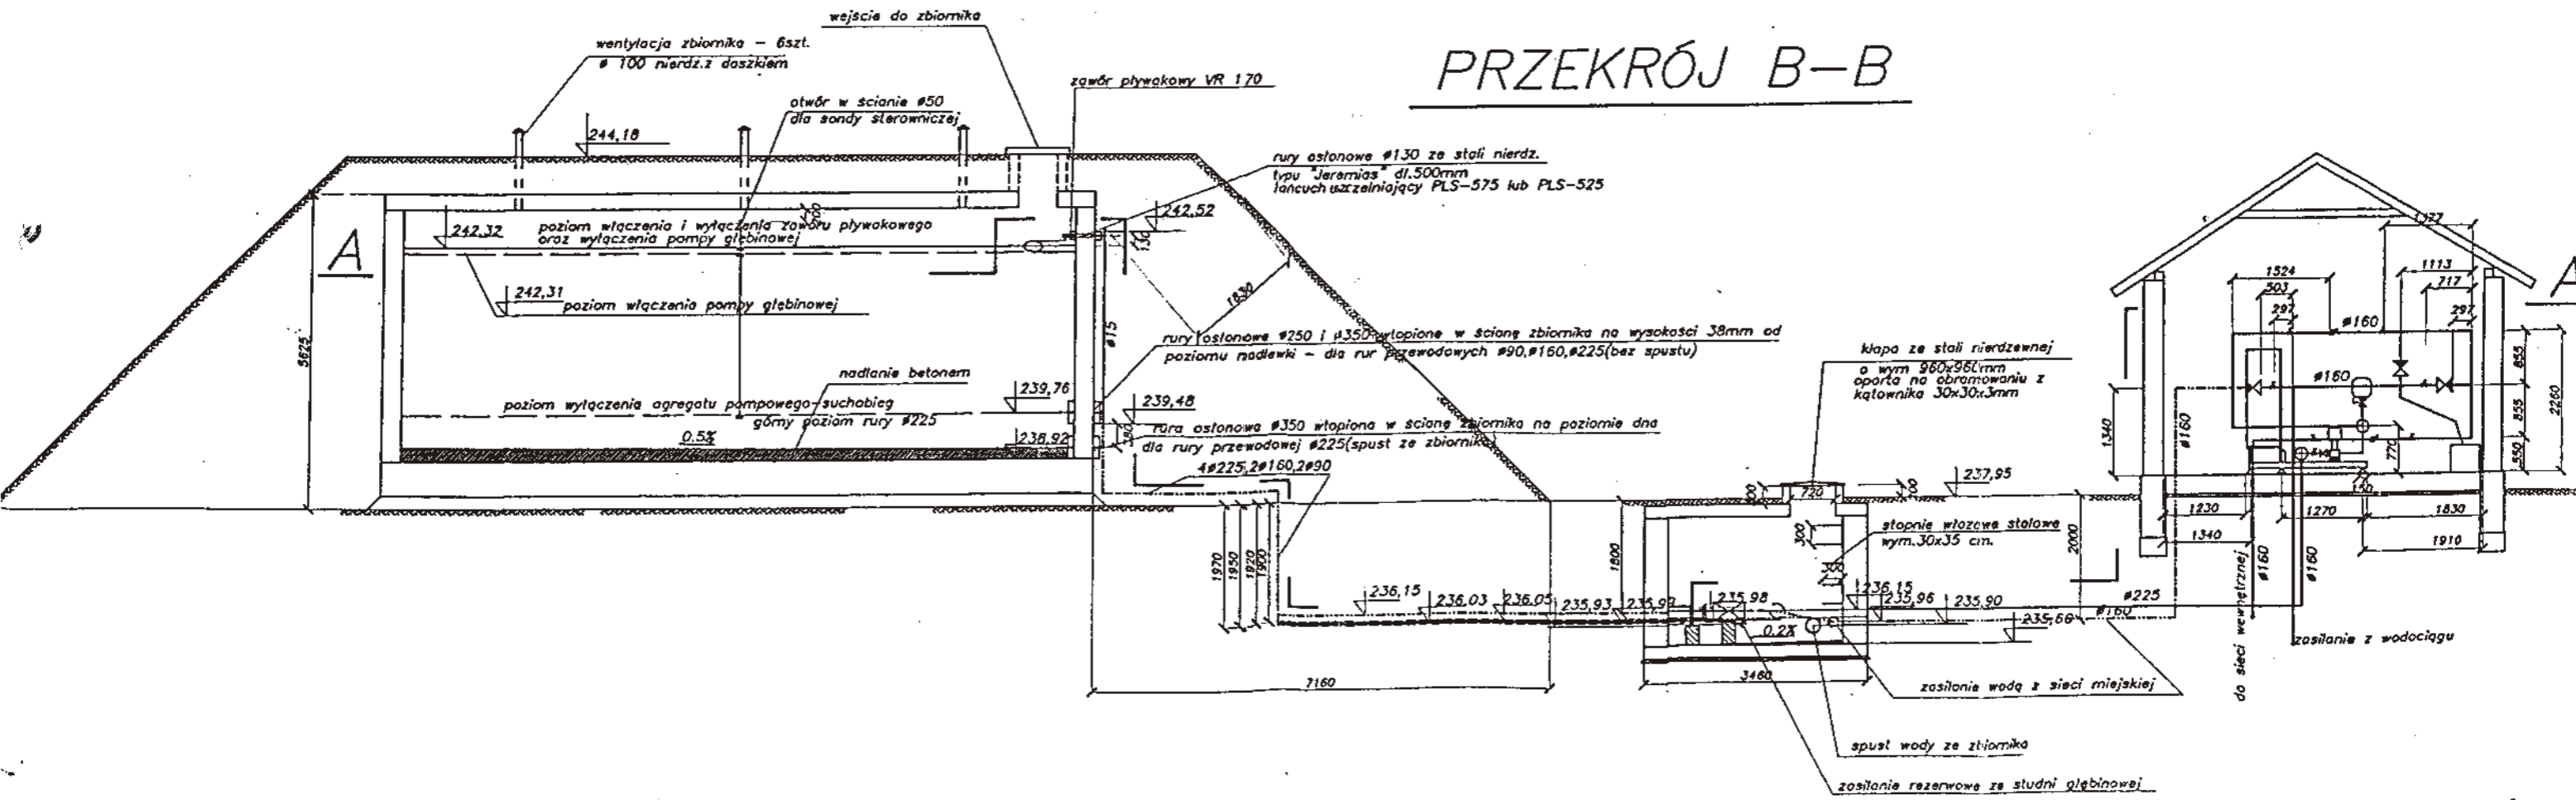 PRZEKRÓJ B-B
wejście do zbiornika
wentylacja zbiornika - 6szt.
ø 100 nierdz.z daszkiem
zawór pływakowy VR 170
otwór w ścianie ø50
dla sondy sterowniczej
244,18
rury osłonowe ø130 ze stali nierdz.
typu "Jeremias" dł.500mm
łańcuch uszczelniający PLS-575 lub PLS-525
A
242,32
poziom włączenia i wyłączenia zaworu pływakowego
oraz wyłączenia pompy głębinowej
242,52
130
242,31
poziom włączenia pompy głębinowej
1830
5625
ø15
rury osłonowe ø250 i ø350 wtopione w ścianę zbiornika na wysokości 38mm od
poziomu nadlewki - dla rur przewodowych ø90,ø160,ø225(bez spustu)
nadlanie betonem
239,76
poziom wyłączenia agregatu pompowego-suchobieg
górny poziom rury ø225
239,48
0.5%
238,92
rura osłonowa ø350 wtopiona w ścianę zbiornika na poziomie dna
dla rury przewodowej ø225(spust ze zbiornika)
4ø225,2ø160,2ø90
1970
1950
1920
1900
7160
klapa ze stali nierdzewnej
o wym 960x960mm
oparta na obramowaniu z
kątownika 30x30x3mm
720
237,95
1800
300
stopnie włazowe stalowe
wym.30x35 cm.
2000
236,15
236,03
236,05
235,93
235,98
236,15
235,96
235,90
ø225
ø160
235,66
0.2%
3460
zasilanie wodą z sieci miejskiej
spust wody ze zbiornika
zasilanie rezerwowe ze studni głębinowej
1377
1524
503
297
1113
717
297
ø160
ø160
855
855
550
2260
1340
ø160
770
150
1230
1270
1830
1340
1910
ø160
ø160
do sieci wewnętrznej
zasilanie z wodociągu